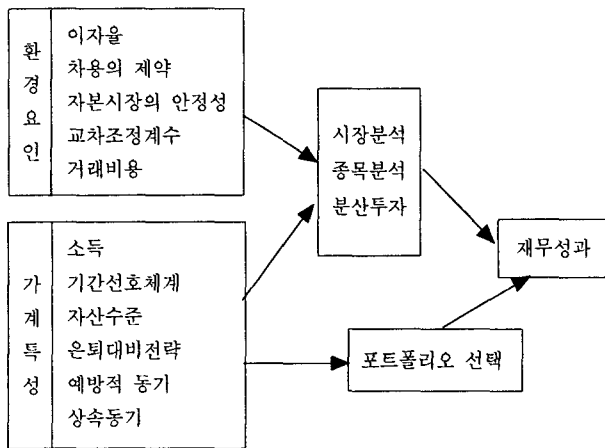 환경요인
이자율
차용의 제약
자본시장의 안정성
교차조정계수
거래비용
가계특성
소득
기간선호체계
자산수준
은퇴대비전략
예방적 동기
상속동기
시장분석
종목분석
분산투자
포트폴리오 선택
재무성과